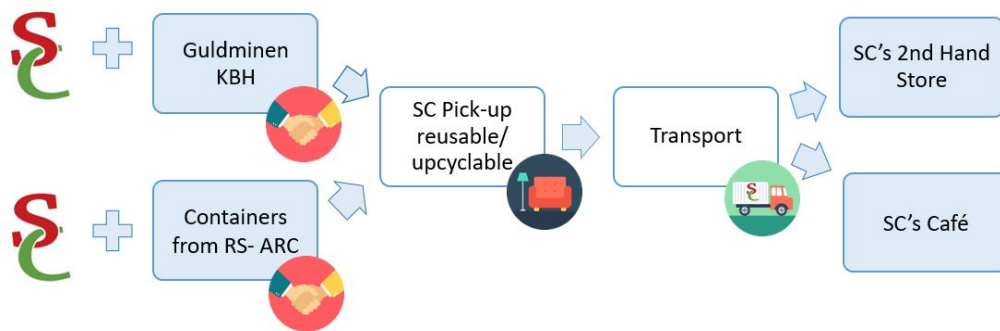 SC
Guldminen
KBH
SC
Containers
from RS- ARC
SC Pick-up
reusable/
upcyclable
Transport
SC
SC's 2nd Hand
Store
SC's Café